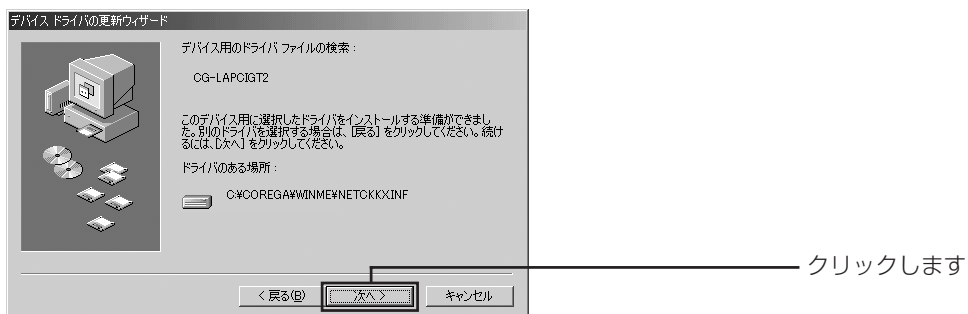 デバイス ドライバの更新ウィザード
デバイス用のドライバ ファイルの検索:
CG-LAPCIGT2
このデバイス用に選択したドライバをインストールする準備ができまし
た。別のドライバを選択する場合は、[戻る] をクリックしてください。続け
るには、[次へ] をクリックしてください。
ドライバのある場所:
C:¥COREGA¥WINME¥NETCKKX.INF
クリックします
< 戻る(B)
次へ >
キャンセル